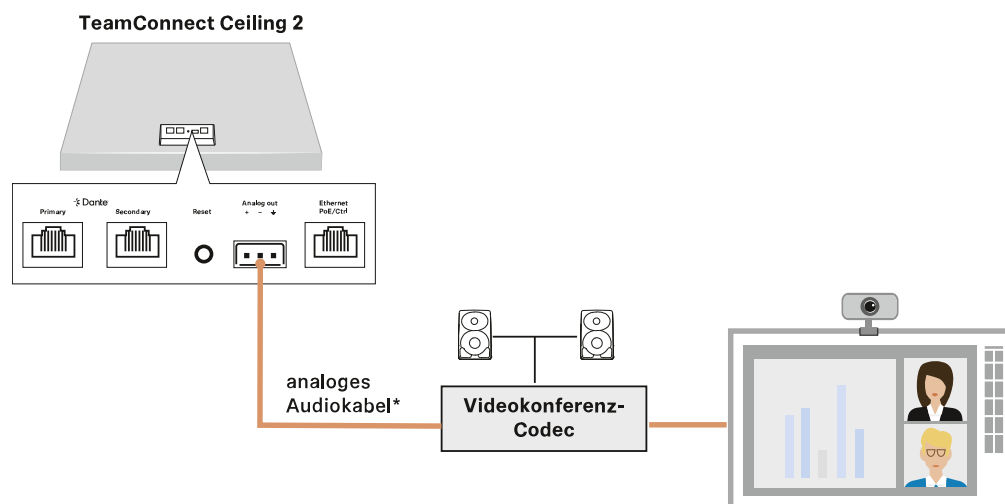 TeamConnect Ceiling 2
Dante
Primary
Secondary
Reset
Analog out
+ −
Ethernet
PoE/Ctrl
analoges
Audiokabel*
Videokonferenz-
Codec